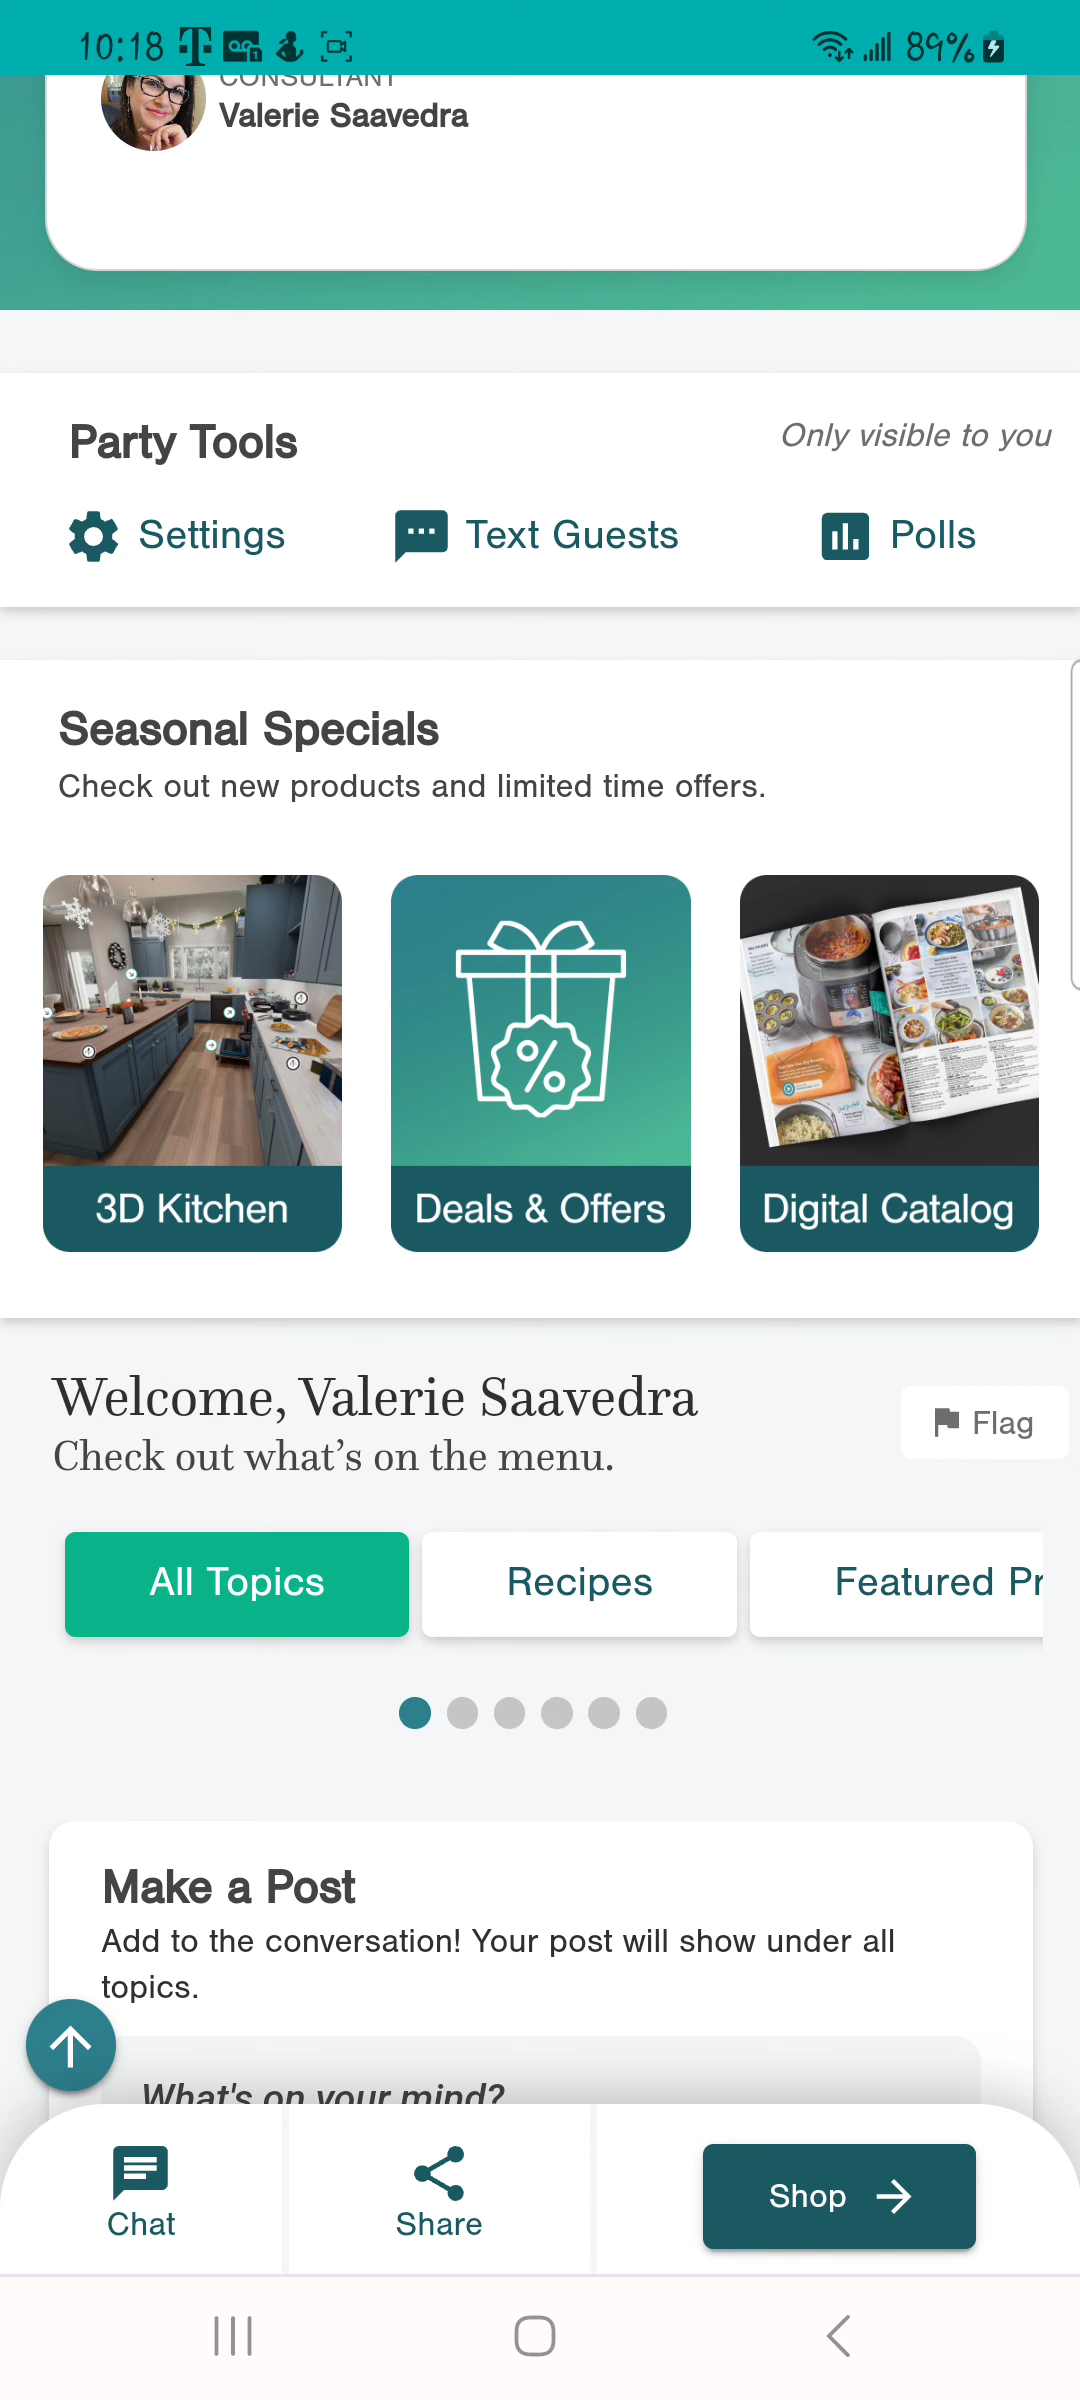 10:18
89%
CONSULTANT
Valerie Saavedra
Party Tools
Only visible to you
Settings
Text Guests
Polls
Seasonal Specials
Check out new products and limited time offers.
3D Kitchen
Deals & Offers
Digital Catalog
Welcome, Valerie Saavedra
Check out what’s on the menu.
Flag
All Topics
Recipes
Featured Pr
Make a Post
Add to the conversation! Your post will show under all
topics.
What's on your mind?
Chat
Share
Shop